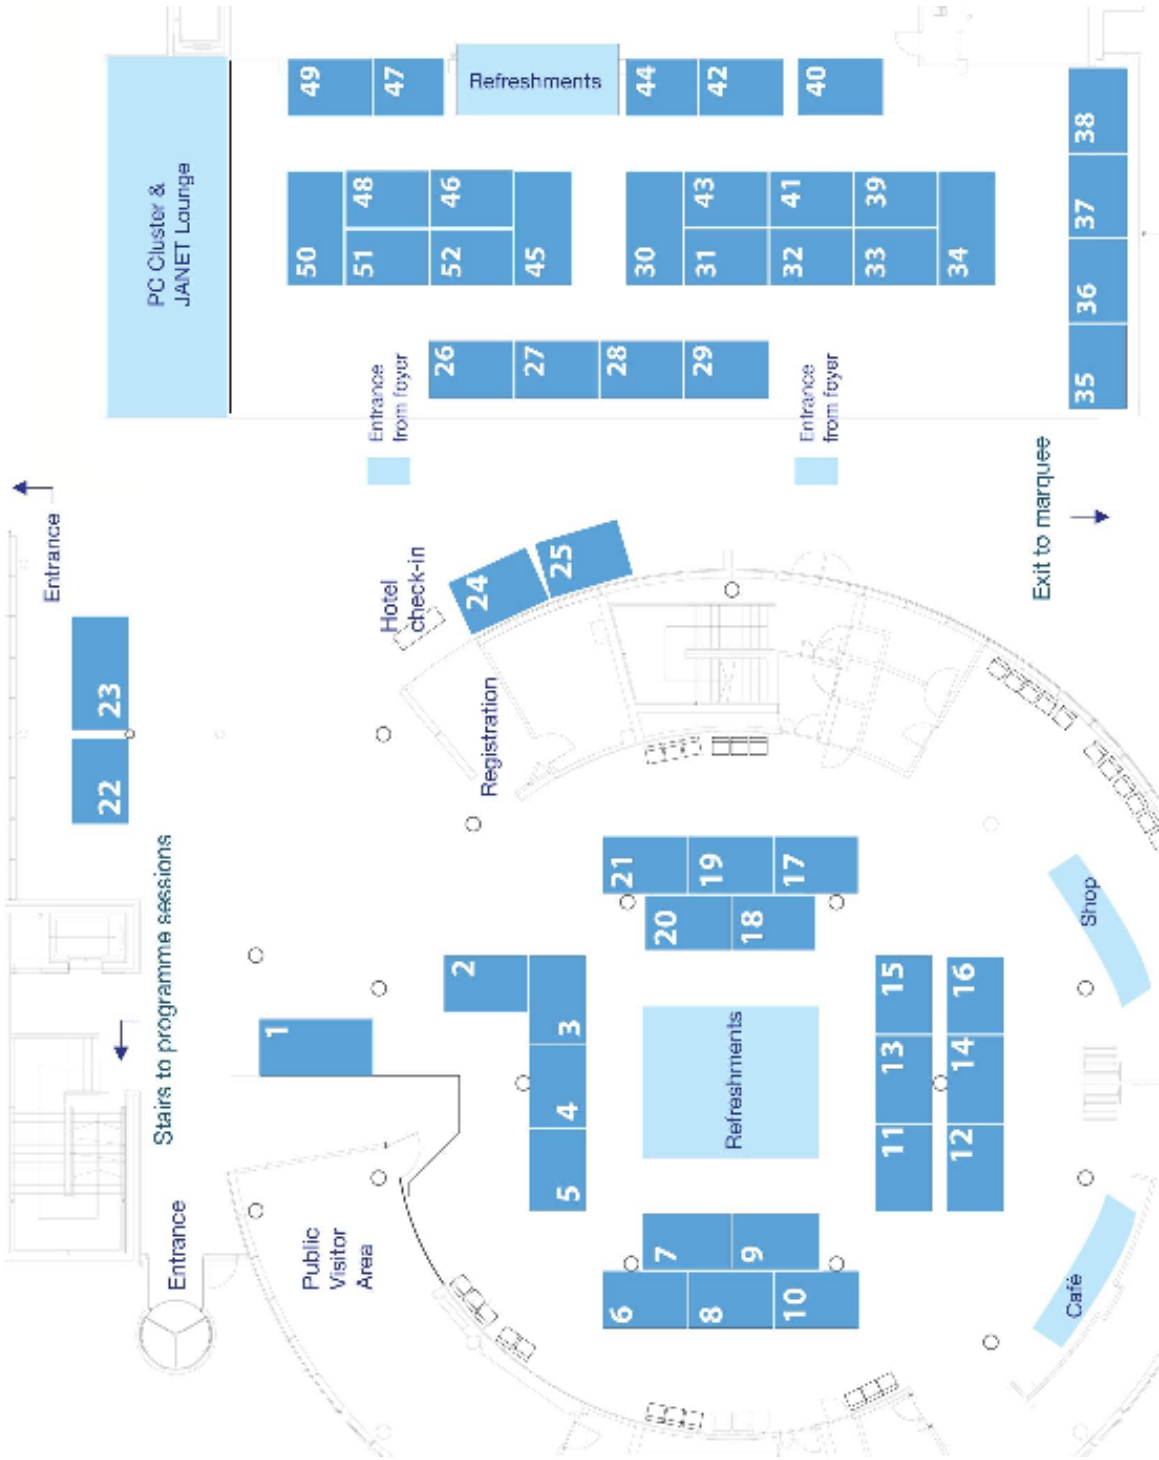 PC Cluster &
JANET Lounge
49
47
Refreshments
44
42
40
38
37
36
35
50
48
51
46
52
45
30
43
31
41
32
39
33
34
26
27
28
29
Entrance
from foyer
Entrance
from foyer
Entrance
Exit to marquee
Hotel
check-in
24
25
23
22
Registration
Stairs to programme sessions
21
19
17
20
18
Shop
2
1
3
4
5
Refreshments
15
16
13
14
11
12
Entrance
Public
Visitor
Area
7
9
6
8
10
Café